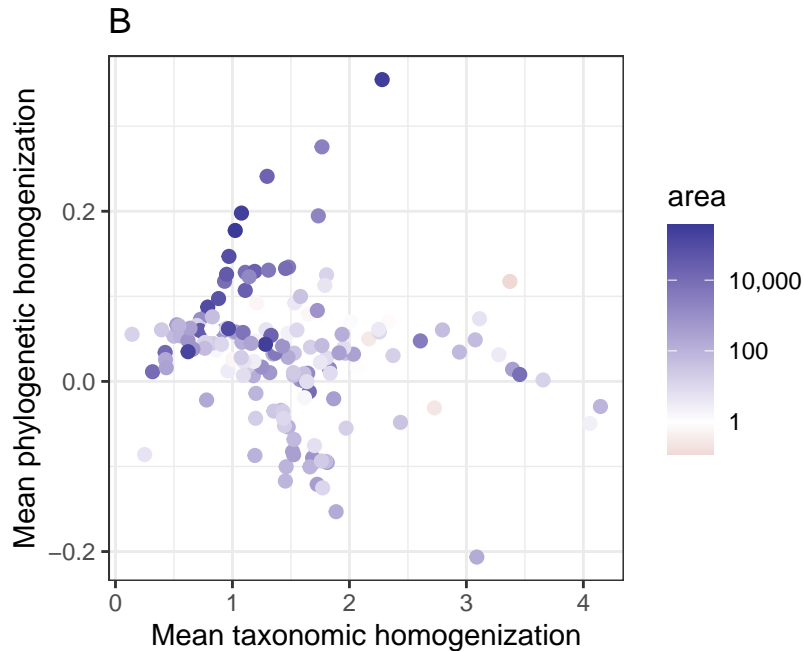 B
Mean phylogenetic homogenization
0.2
0.0
−0.2
0
1
2
3
4
Mean taxonomic homogenization
area
10,000
100
1